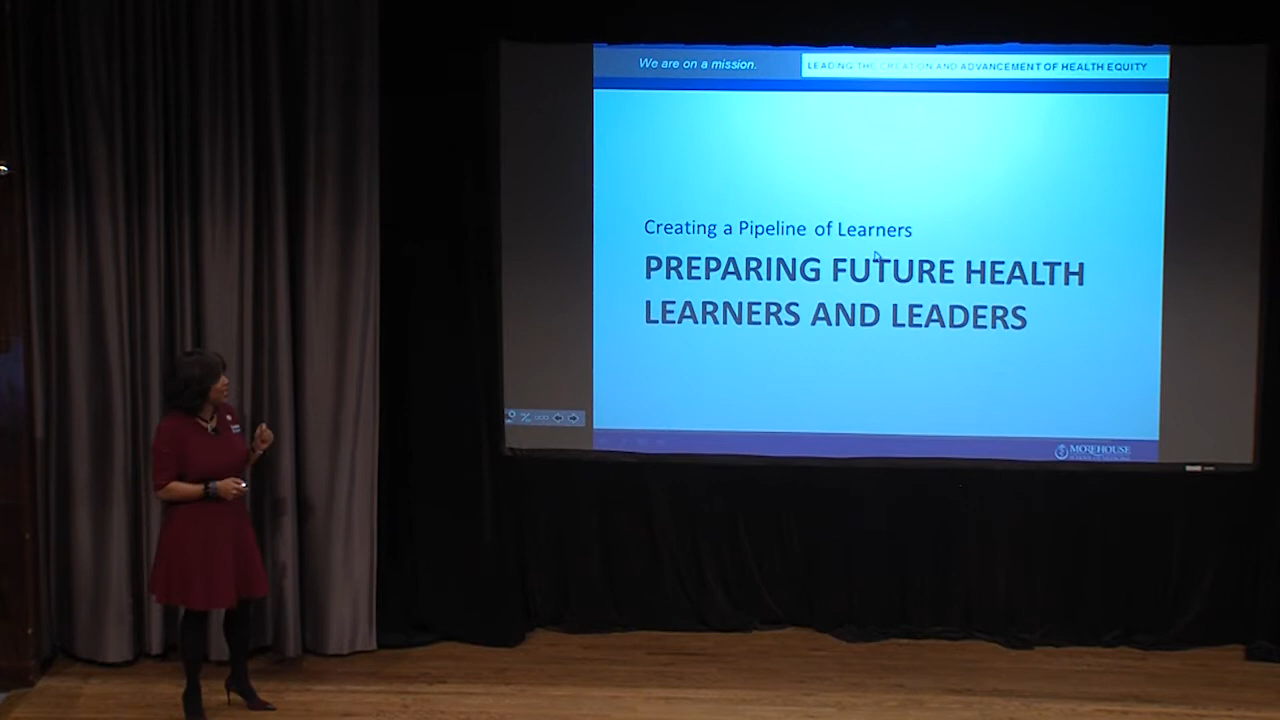 We are on a mission.
LEADING THE CREATION AND ADVANCEMENT OF HEALTH EQUITY
Creating a Pipeline of Learners
PREPARING FUTURE HEALTH
LEARNERS AND LEADERS
MOREHOUSE